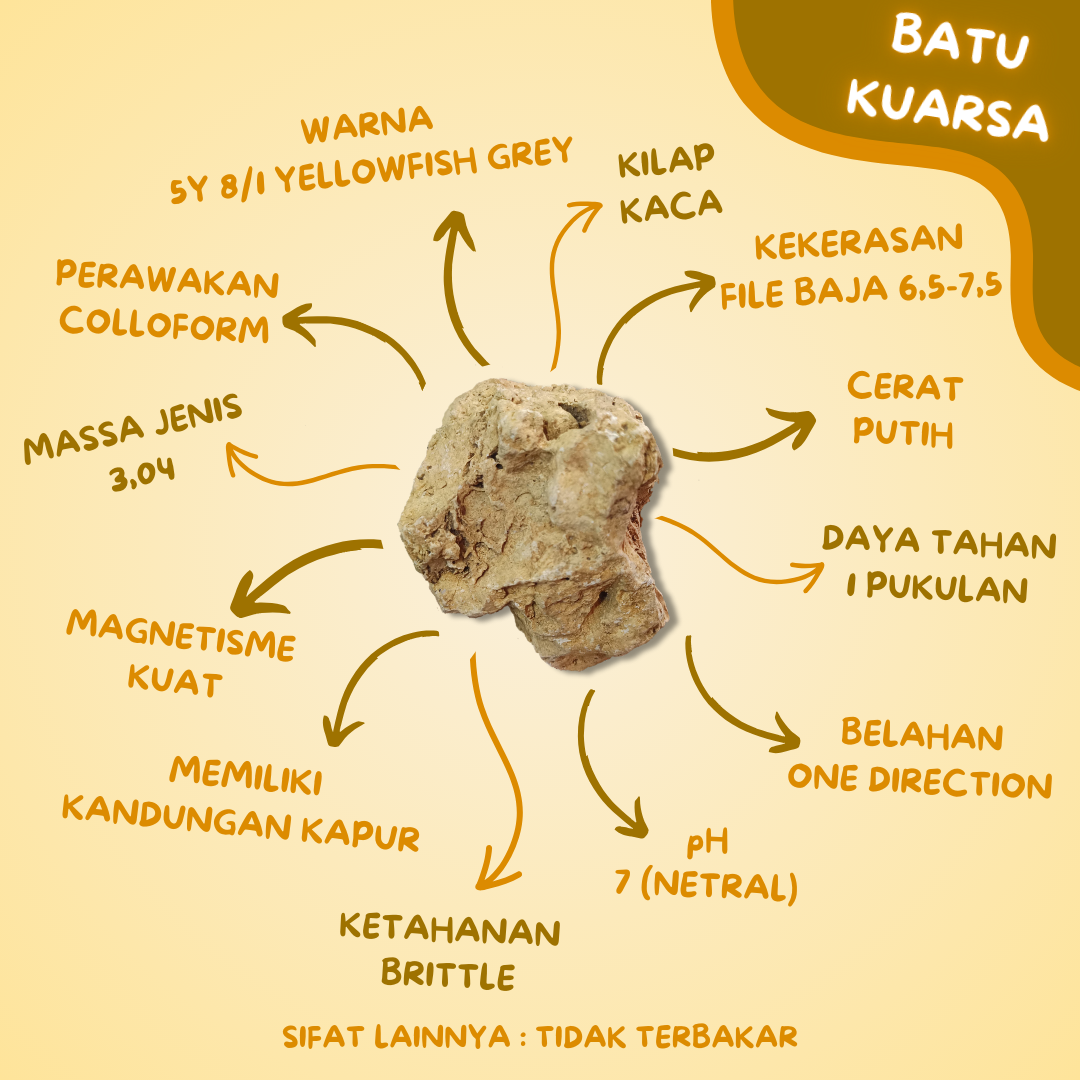 BATU
KUARSA
WARNA
5Y 8/1 YELLOWFISH GREY
KILAP
KACA
KEKERASAN
FILE BAJA 6,5-7,5
PERAWAKAN
COLLOFORM
CERAT
PUTIH
MASSA JENIS
3,04
DAYA TAHAN
1 PUKULAN
MAGNETISME
KUAT
BELAHAN
ONE DIRECTION
MEMILIKI
KANDUNGAN KAPUR
pH
7 (NETRAL)
KETAHANAN
BRITTLE
SIFAT LAINNYA : TIDAK TERBAKAR